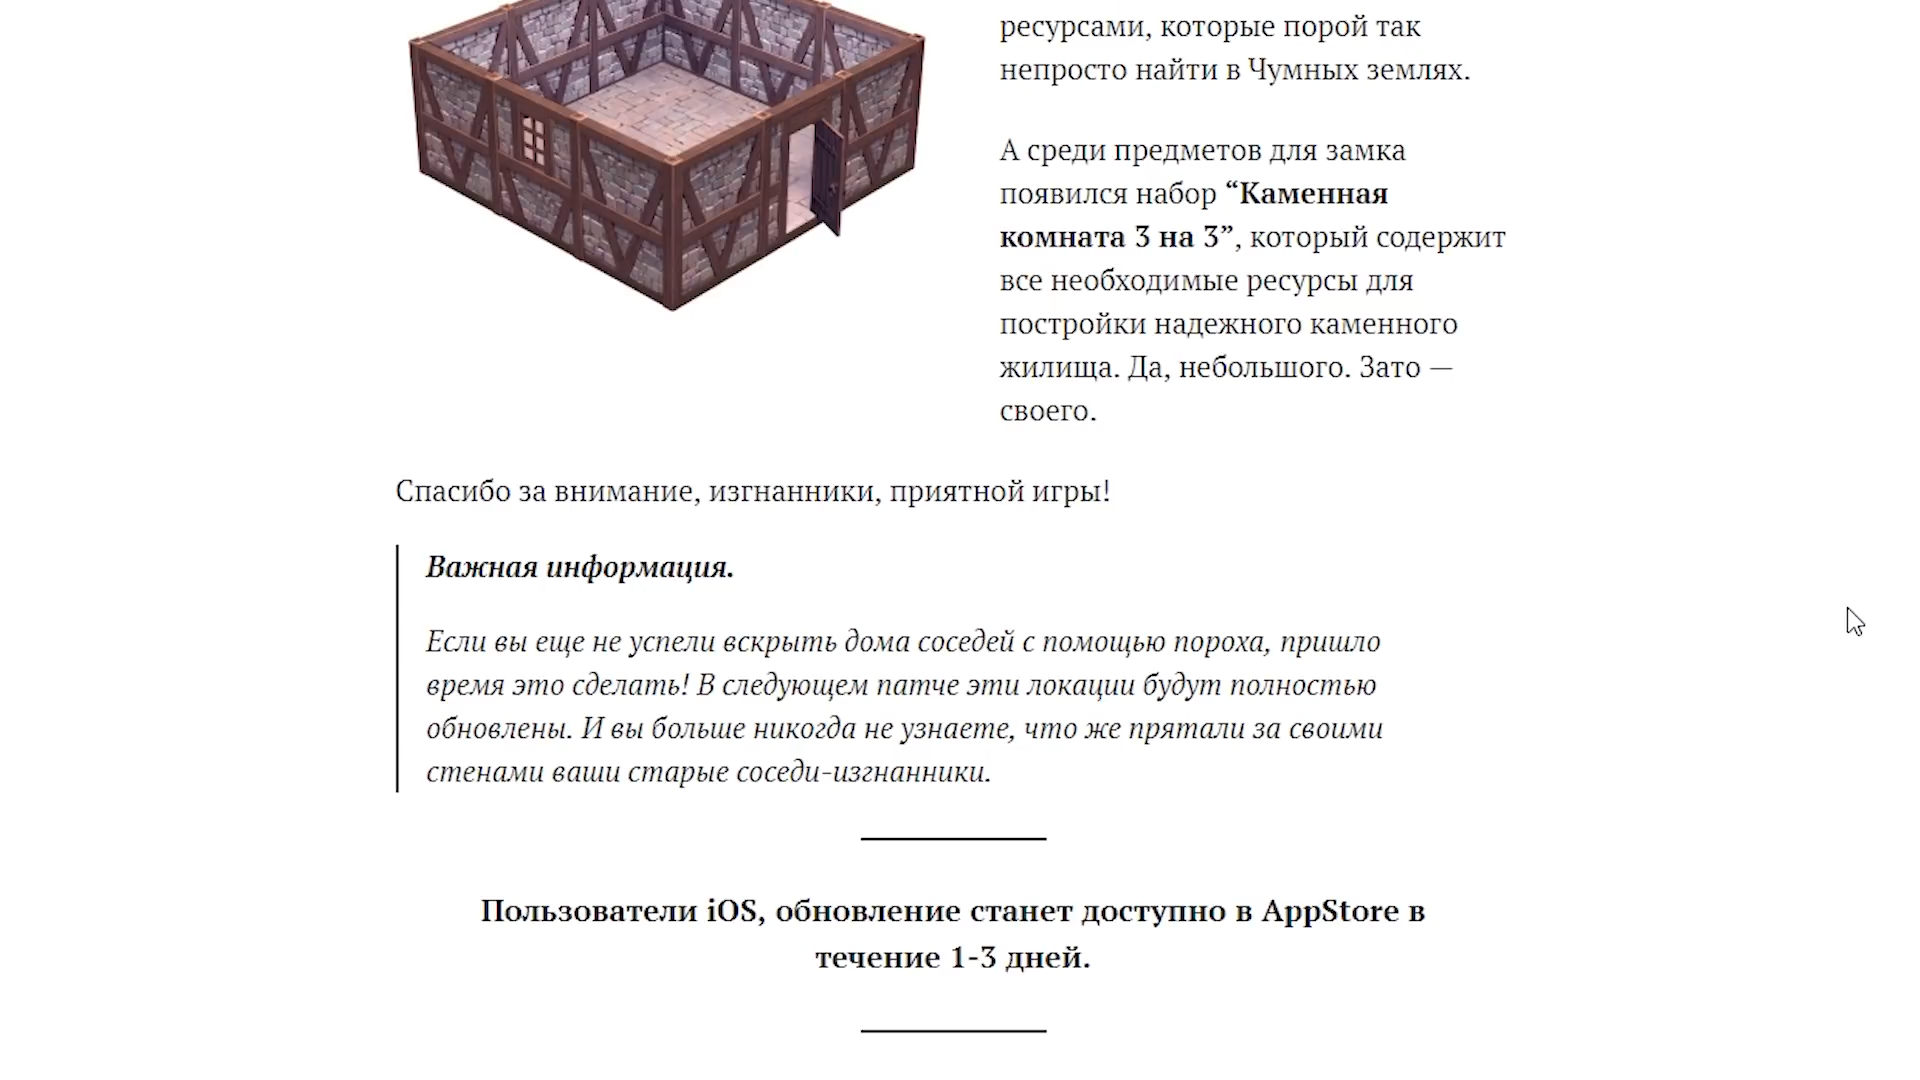 ресурсами, которые порой так
непросто найти в Чумных землях.
А среди предметов для замка
появился набор “Каменная
комната 3 на 3”, который содержит
все необходимые ресурсы для
постройки надежного каменного
жилища. Да, небольшого. Зато —
своего.
Спасибо за внимание, изгнанники, приятной игры!
Важная информация.
Если вы еще не успели вскрыть дома соседей с помощью пороха, пришло
время это сделать! В следующем патче эти локации будут полностью
обновлены. И вы больше никогда не узнаете, что же прятали за своими
стенами ваши старые соседи-изгнанники.
Пользователи iOS, обновление станет доступно в AppStore в
течение 1-3 дней.